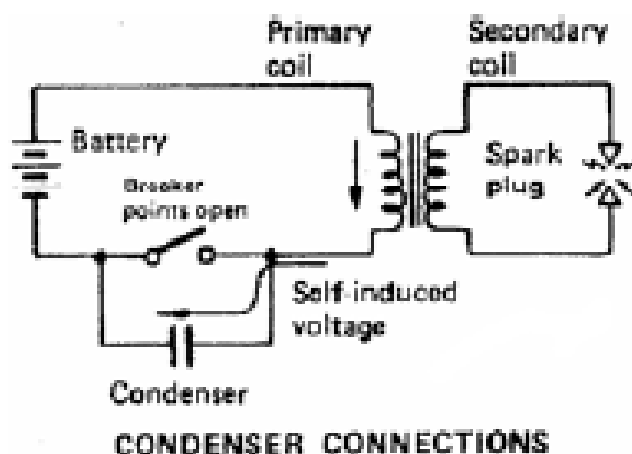 Primary
coil
Secondary
coil
Battery
Breaker
points open
Spark
plug
Self-induced
voltage
Condenser
CONDENSER CONNECTIONS